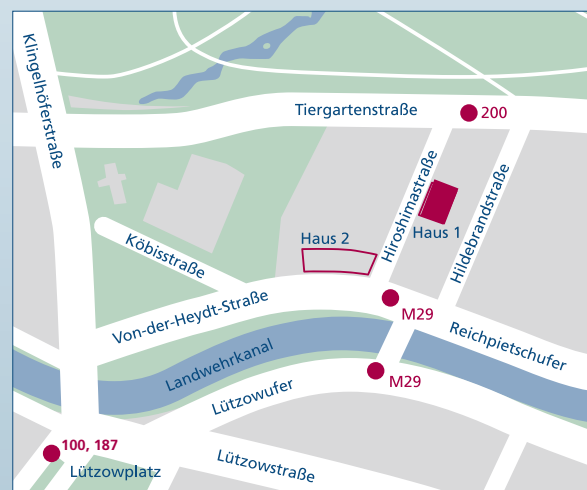 Klingelhöferstraße
Tiergartenstraße
200
Hiroshimastraße
Hildebrandstraße
Haus 1
Haus 2
Köbisstraße
Von-der-Heydt-Straße
M29
Reichpietschufer
Landwehrkanal
M29
Lützowufer
100, 187
Lützowplatz
Lützowstraße